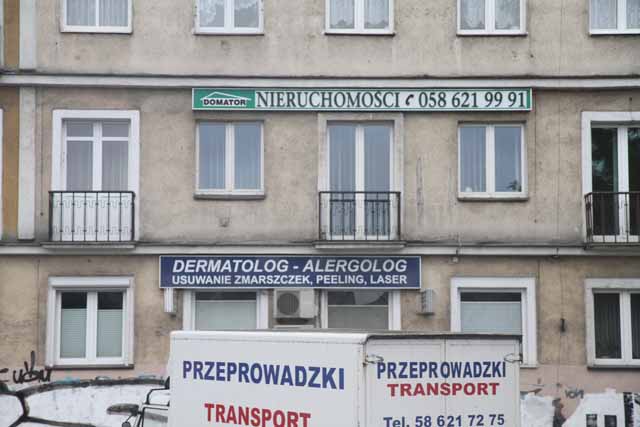 DOMATOR NIERUCHOMOŚCI 058 621 99 91
DERMATOLOG - ALERGOLOG
USUWANIE ZMARSZCZEK, PEELING, LASER
PRZEPROWADZKI
TRANSPORT
PRZEPROWADZKI
TRANSPORT
Tel. 58 621 72 75